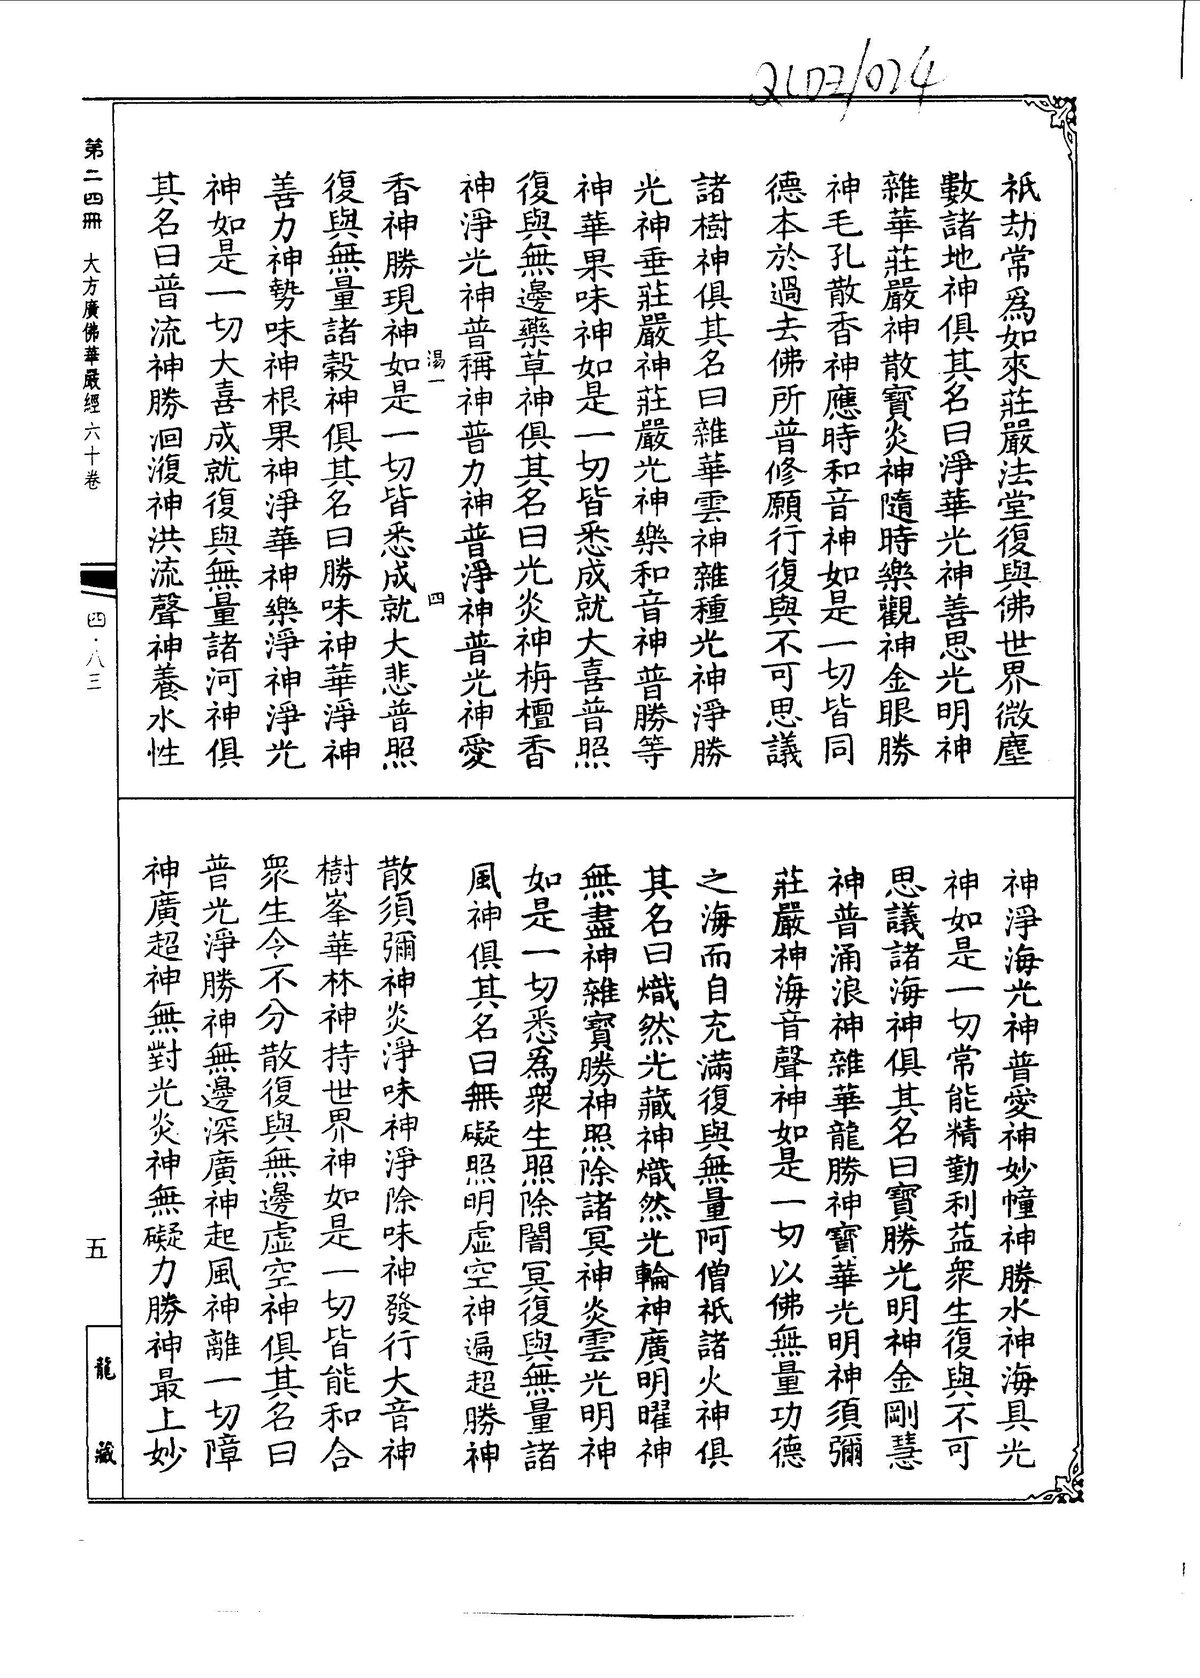 QLDZ/024
祇劫常爲如來莊嚴法堂復與佛世界微塵
數諸地神俱其名曰淨華光神善思光明神
雜華莊嚴神散寶炎神隨時樂觀神金眼勝
神毛孔散香神應時和音神如是一切皆同
德本於過去佛所普修願行復與不可思議
諸樹神俱其名曰雜華雲神雜種光神淨勝
光神垂莊嚴神莊嚴光神樂和音神普勝等
神華果味神如是一切皆悉成就大喜普照
復與無邊藥草神俱其名曰光炎神栴檀香
神淨光神普稱神普力神普淨神普光神愛
湯一
四
香神勝現神如是一切皆悉成就大悲普照
復與無量諸穀神俱其名曰勝味神華淨神
善力神勢味神根果神淨華神樂淨神淨光
神如是一切大喜成就復與無量諸河神俱
其名曰普流神勝洄澓神洪流聲神養水性
神淨海光神普愛神妙幢神勝水神海具光
神如是一切常能精勤利益衆生復與不可
思議諸海神俱其名曰寶勝光明神金剛慧
神普涌浪神雜華龍勝神寶華光明神須彌
莊嚴神海音聲神如是一切以佛無量功德
之海而自充滿復與無量阿僧祇諸火神俱
其名曰熾然光藏神熾然光輪神廣明曜神
無盡神雜寶勝神照除諸冥神炎雲光明神
如是一切悉爲衆生照除闇冥復與無量諸
風神俱其名曰無礙照明虛空神遍超勝神
散須彌神炎淨味神淨除味神發行大音神
樹峯華林神持世界神如是一切皆能和合
衆生令不分散復與無邊虛空神俱其名曰
普光淨勝神無邊深廣神起風神離一切障
神廣超神無對光炎神無礙力勝神最上妙
第二四冊 大方廣佛華嚴經六十卷
四·八三
五
龍藏